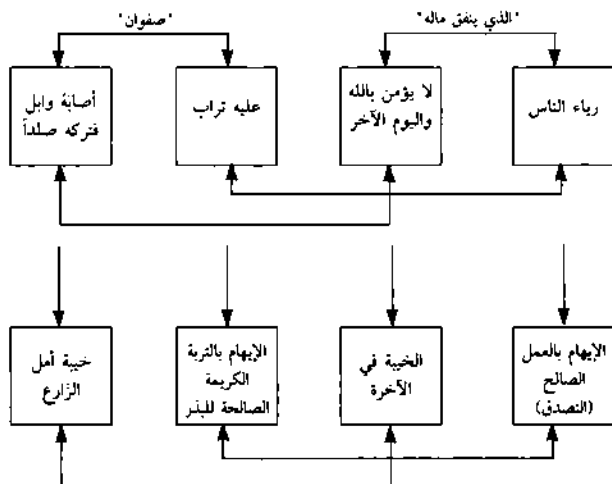 "الذي ينفق ماله"
"صفوان"
رياء الناس
لا يؤمن بالله
واليوم الآخر
عليه تراب
أصابة وابل
فتركه صلداً
الإيهام بالعمل
الصالح
(التصدق)
الخيبة في
الآخرة
الإيهام بالتربة
الكريمة
الصالحة للبذر
خيبة أمل
الزارع